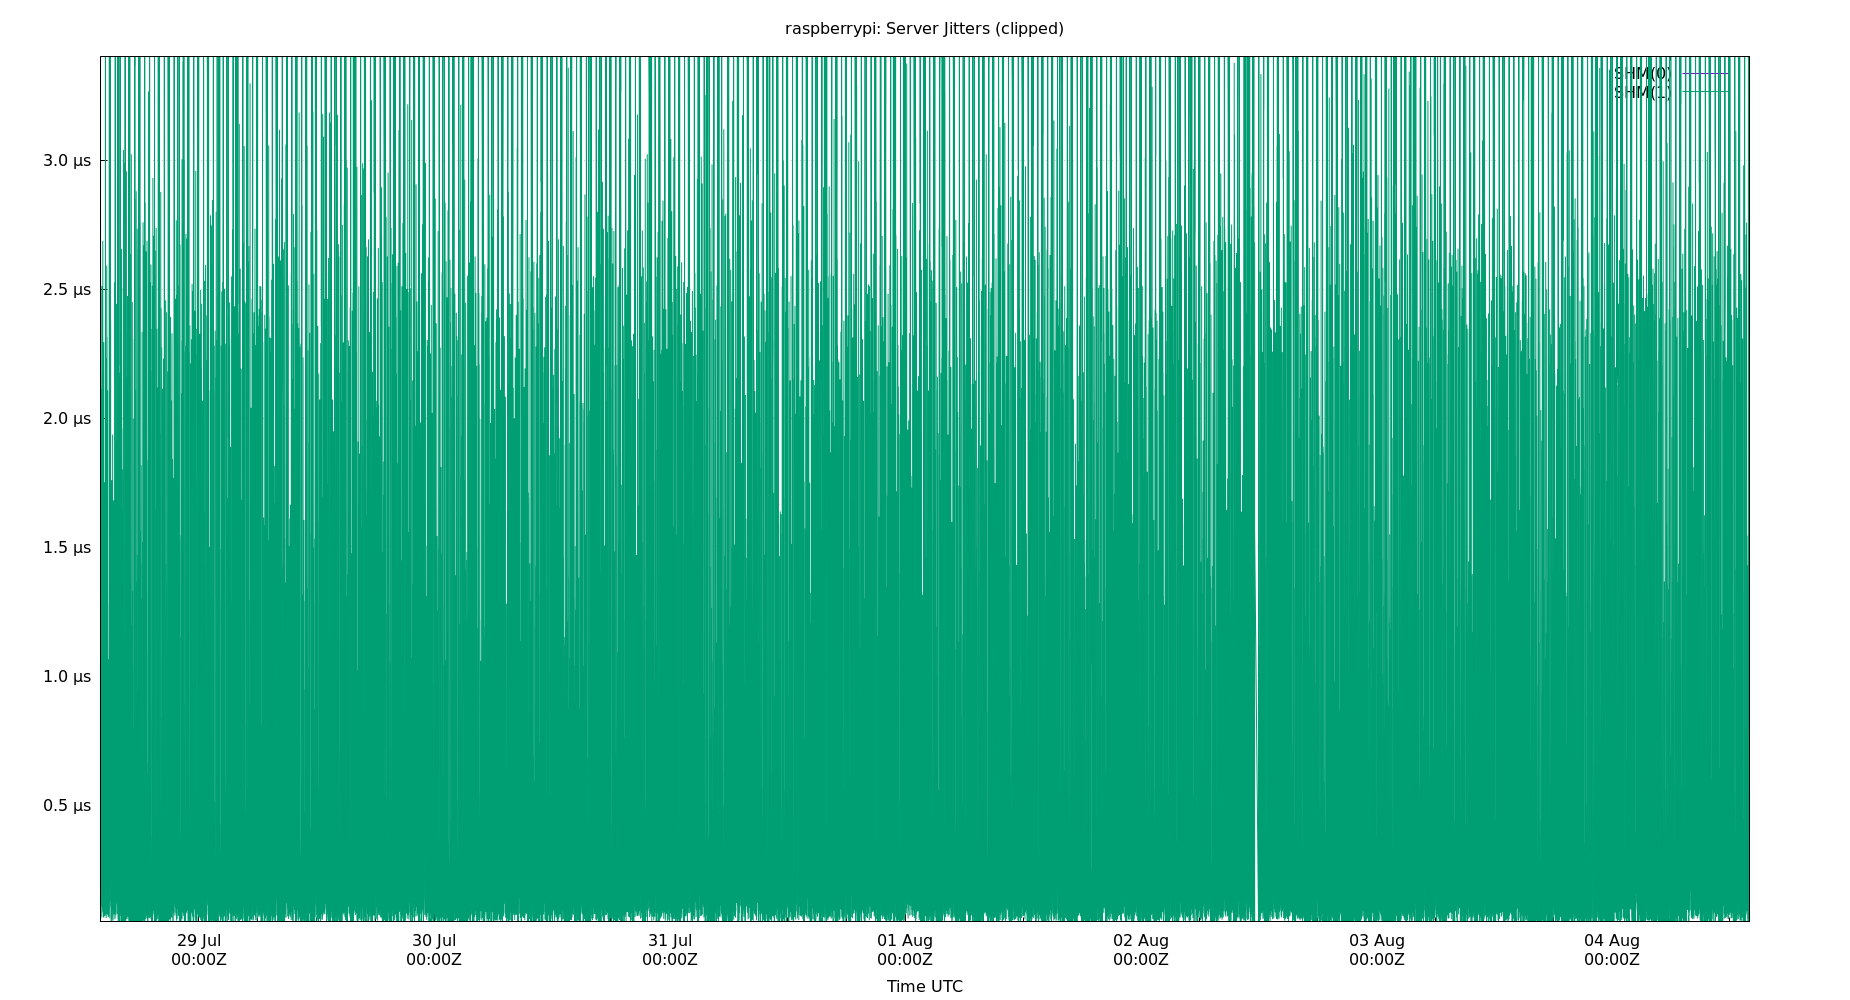 raspberrypi: Server Jitters (clipped)
SHM(0)
SHM(1)
3.0 µs
2.5 µs
2.0 µs
1.5 µs
1.0 µs
0.5 µs
29 Jul 30 Jul 31 Jul 01 Aug 02 Aug 03 Aug 04 Aug
00:00Z 00:00Z 00:00Z 00:00Z 00:00Z 00:00Z 00:00Z
Time UTC